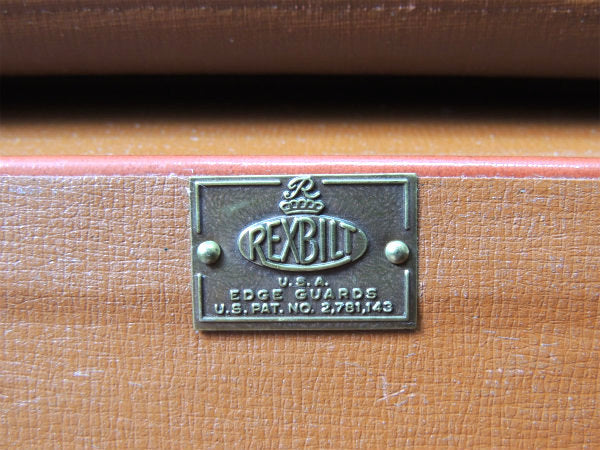 R
REXBILT
U.S.A.
EDGE GUARDS
U.S. PAT. NO. 2,781,143